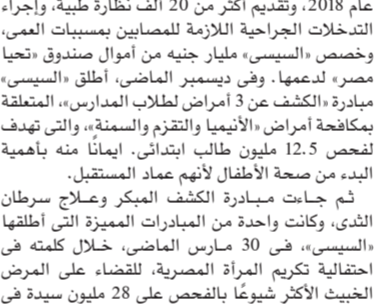 عام 2018، وتقديم أكثر من 20 ألف نظارة طبية، وإجراء
التدخلات الجراحية اللازمة للمصابين بمسببات العمى،
وخصص «السيسى» مليار جنيه من أموال صندوق «تحيا
مصر» لدعمها. وفى ديسمبر الماضى، أطلق «السيسى»
مبادرة «الكشف عن 3 أمراض لطلاب المدارس»، المتعلقة
بمكافحة أمراض «الأنيميا والتقزم والسمنة»، والتى تهدف
لفحص 12.5 مليون طالب ابتدائى. ايمانًا منه بأهمية
البدء من صحة الأطفال لأنهم عماد المستقبل.
ثم جاءت مبادرة الكشف المبكر وعلاج سرطان
الثدى، وكانت واحدة من المبادرات المميزة التى أطلقها
«السيسى»، فى 30 مارس الماضى، خلال كلمته فى
احتفالية تكريم المرأة المصرية، للقضاء على المرض
الخبيث الأكثر شيوعًا بالفحص على 28 مليون سيدة فى